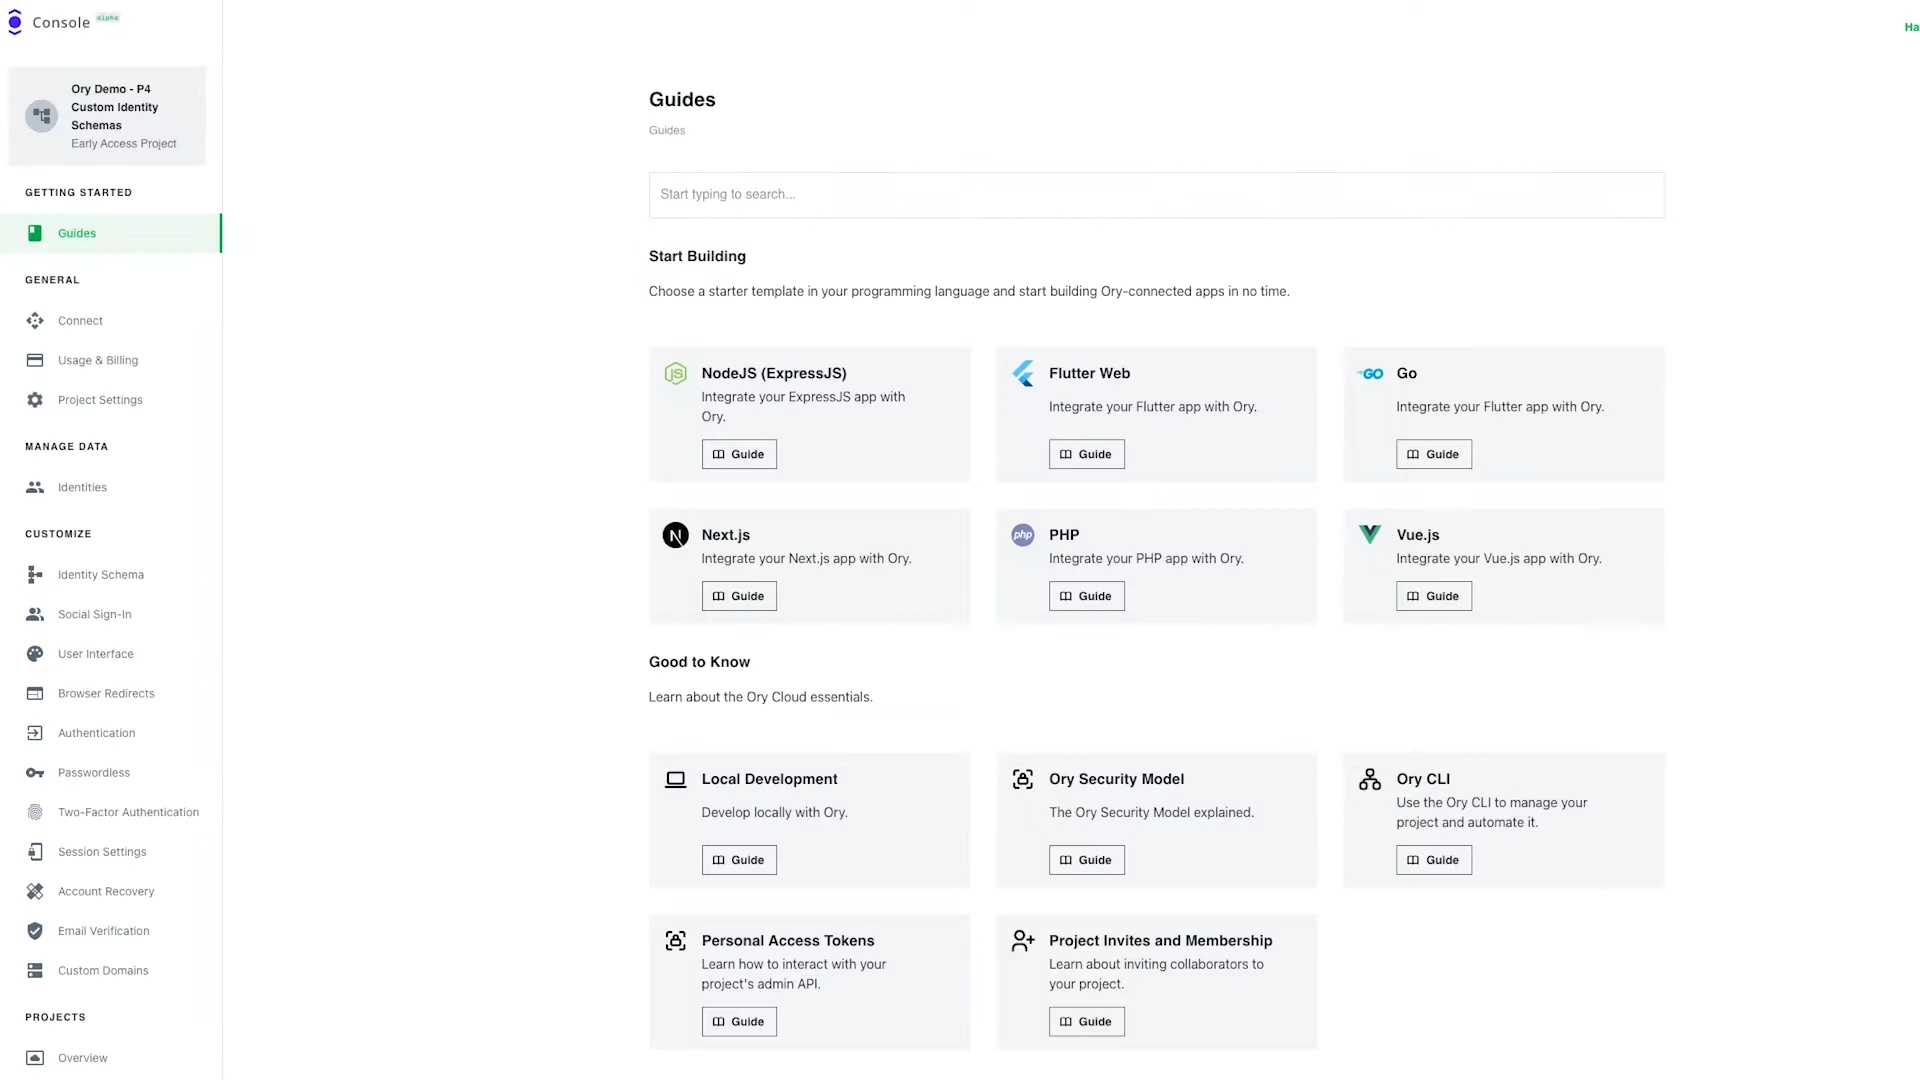 Console alpha
Ha
Ory Demo - P4
Custom Identity
Schemas
Early Access Project
GETTING STARTED
Guides
GENERAL
Connect
Usage & Billing
Project Settings
MANAGE DATA
Identities
CUSTOMIZE
Identity Schema
Social Sign-In
User Interface
Browser Redirects
Authentication
Passwordless
Two-Factor Authentication
Session Settings
Account Recovery
Email Verification
Custom Domains
PROJECTS
Overview
Guides
Guides
Start typing to search...
Start Building
Choose a starter template in your programming language and start building Ory-connected apps in no time.
JS
NodeJS (ExpressJS)
Integrate your ExpressJS app with
Ory.
Guide
Flutter Web
Integrate your Flutter app with Ory.
Guide
GO
Go
Integrate your Flutter app with Ory.
Guide
N
Next.js
Integrate your Next.js app with Ory.
Guide
php
PHP
Integrate your PHP app with Ory.
Guide
Vue.js
Integrate your Vue.js app with Ory.
Guide
Good to Know
Learn about the Ory Cloud essentials.
Local Development
Develop locally with Ory.
Guide
Ory Security Model
The Ory Security Model explained.
Guide
Ory CLI
Use the Ory CLI to manage your
project and automate it.
Guide
Personal Access Tokens
Learn how to interact with your
project's admin API.
Guide
Project Invites and Membership
Learn about inviting collaborators to
your project.
Guide